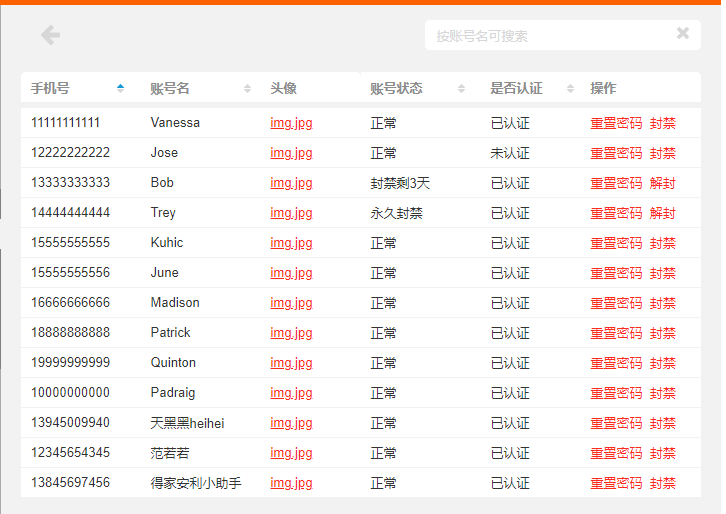 按账号名可搜索
手机号 账号名 头像 账号状态 是否认证 操作
11111111111 Vanessa img.jpg 正常 已认证 重置密码 封禁
12222222222 Jose img.jpg 正常 未认证 重置密码 封禁
13333333333 Bob img.jpg 封禁剩3天 已认证 重置密码 解封
14444444444 Trey img.jpg 永久封禁 已认证 重置密码 解封
15555555555 Kuhic img.jpg 正常 已认证 重置密码 封禁
15555555556 June img.jpg 正常 已认证 重置密码 封禁
16666666666 Madison img.jpg 正常 已认证 重置密码 封禁
18888888888 Patrick img.jpg 正常 已认证 重置密码 封禁
19999999999 Quinton img.jpg 正常 已认证 重置密码 封禁
10000000000 Padraig img.jpg 正常 已认证 重置密码 封禁
13945009940 天黑黑heihei img.jpg 正常 已认证 重置密码 封禁
12345654345 范若若 img.jpg 正常 已认证 重置密码 封禁
13845697456 得家安利小助手 img.jpg 正常 已认证 重置密码 封禁